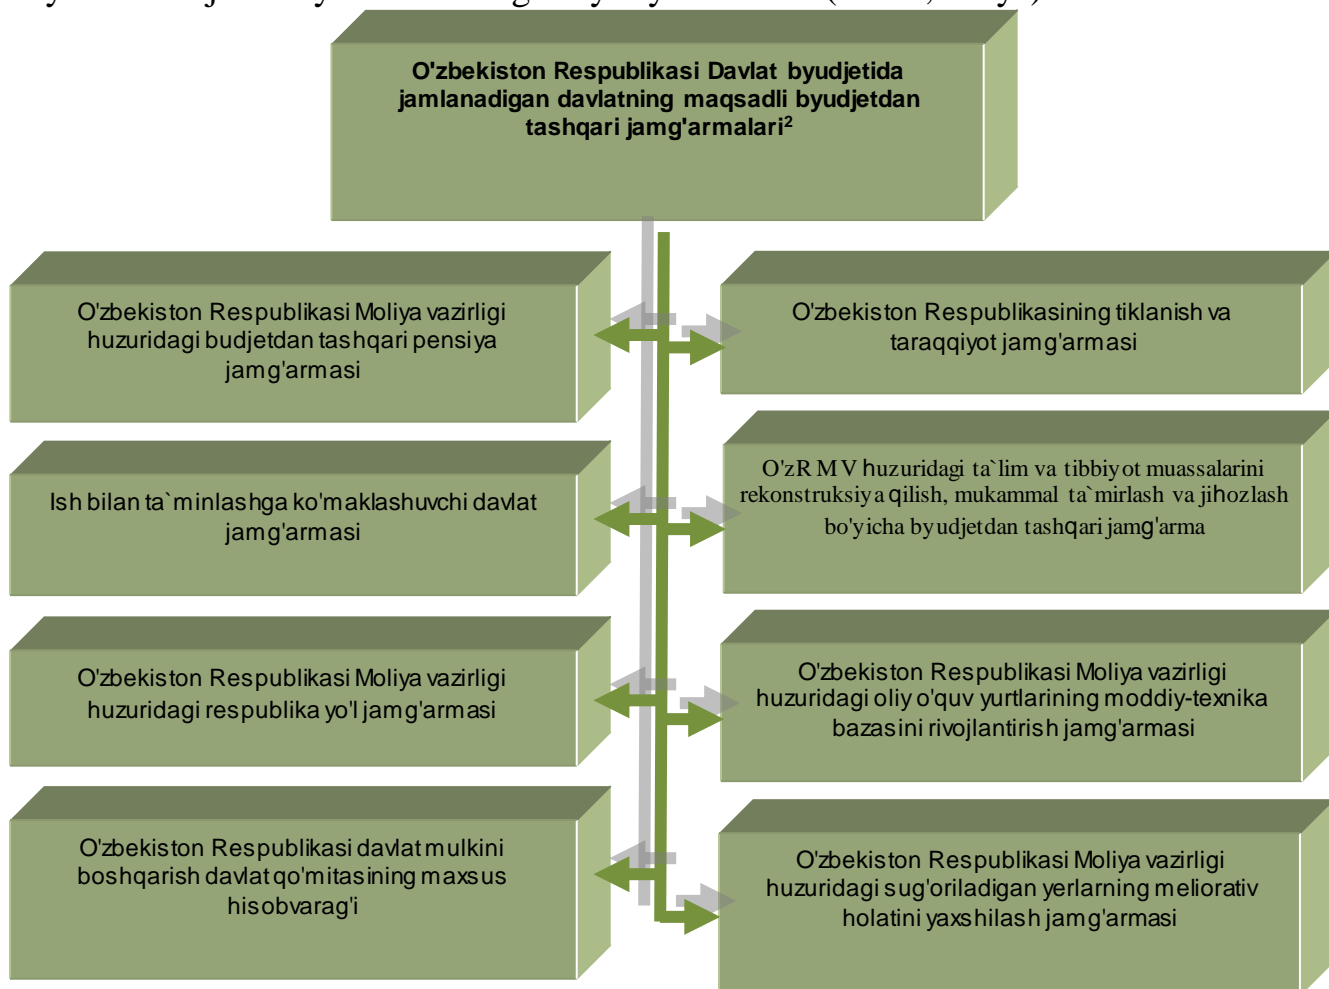 O'zbekiston Respublikasi Davlat byudjetida
jamlanadigan davlatning maqsadli byudjetdan
tashqari jamg'armalari²
O'zbekiston Respublikasi Moliya vazirligi
huzuridagi budjetdan tashqari pensiya
jamg'armasi
O'zbekiston Respublikasining tiklanish va
taraqqiyot jamg'armasi
Ish bilan ta`minlashga ko'maklashuvchi davlat
jamg'armasi
O'zR MV huzuridagi ta`lim va tibbiyot muassalarini
rekonstruksiya qilish, mukammal ta`mirlash va jihozlash
bo'yicha byudjetdan tashqari jamg'arma
O'zbekiston Respublikasi Moliya vazirligi
huzuridagi respublika yo'l jamg'armasi
O'zbekiston Respublikasi Moliya vazirligi
huzuridagi oliy o'quv yurtlarining moddiy-texnika
bazasini rivojlantirish jamg'armasi
O'zbekiston Respublikasi davlat mulkini
boshqarish davlat qo'mitasining maxsus
hisobvarag'i
O'zbekiston Respublikasi Moliya vazirligi
huzuridagi sug'oriladigan yerlarning meliorativ
holatini yaxshilash jamg'armasi